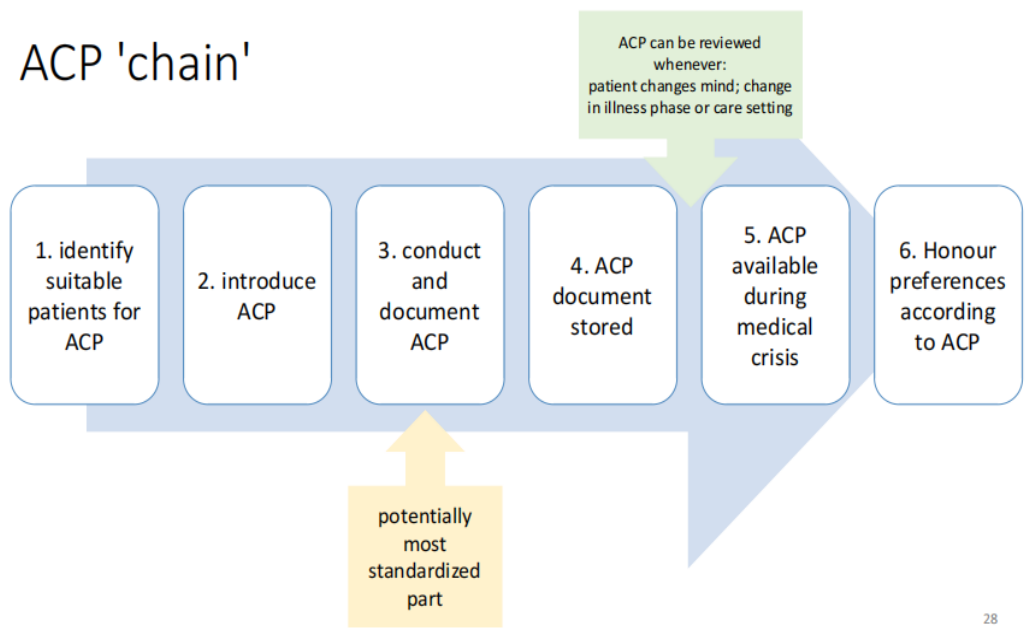 ACP 'chain'
ACP can be reviewed
whenever:
patient changes mind; change
in illness phase or care setting
1. identify
suitable
patients for
ACP
2. introduce
ACP
3. conduct
and
document
ACP
4. ACP
document
stored
5. ACP
available
during
medical
crisis
6. Honour
preferences
according
to ACP
potentially
most
standardized
part
28